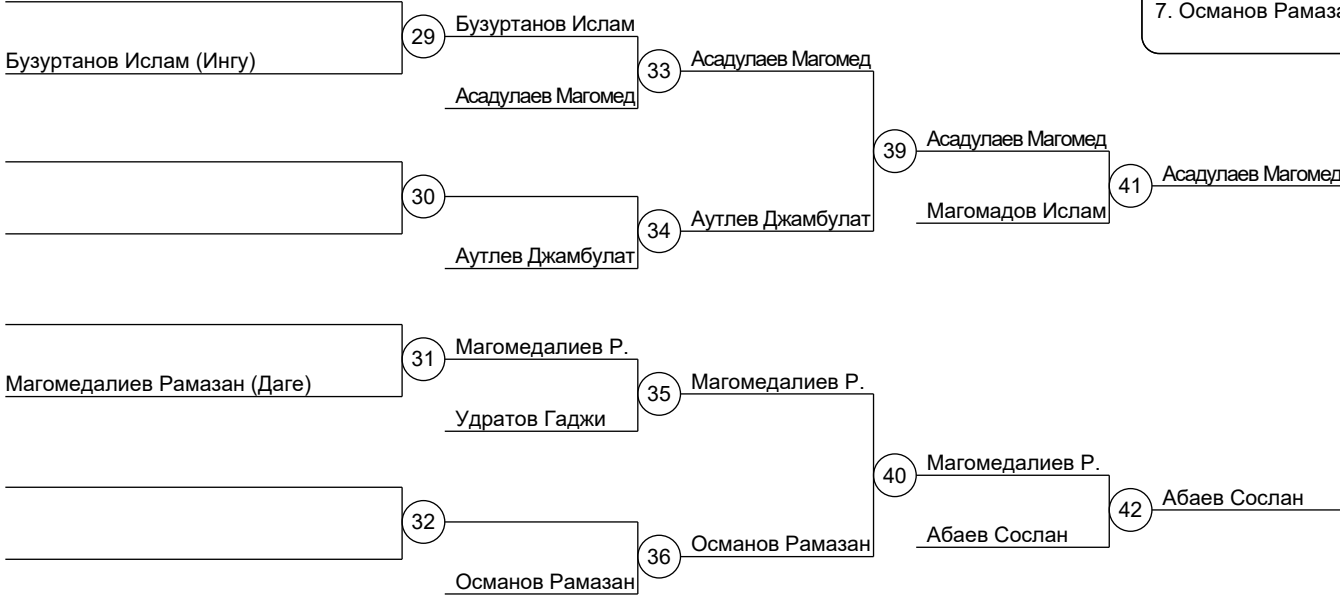 7. Османов Рамаза
29
Бузуртанов Ислам
Бузуртанов Ислам (Ингу)
33
Асадулаев Магомед
Асадулаев Магомед
39
Асадулаев Магомед
41
Асадулаев Магомед
30
34
Аутлев Джамбулат
Магомадов Ислам
Аутлев Джамбулат
31
Магомедалиев Р.
Магомедалиев Рамазан (Даге)
35
Магомедалиев Р.
Удратов Гаджи
40
Магомедалиев Р.
42
Абаев Сослан
32
Абаев Сослан
36
Османов Рамазан
Османов Рамазан